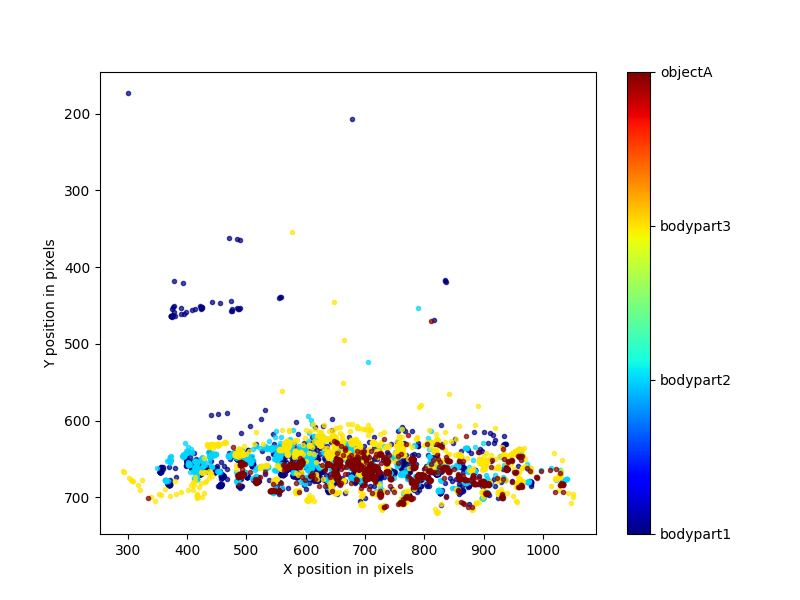 200
300
400
500
600
700
Y position in pixels
300 400 500 600 700 800 900 1000
X position in pixels
objectA
bodypart3
bodypart2
bodypart1